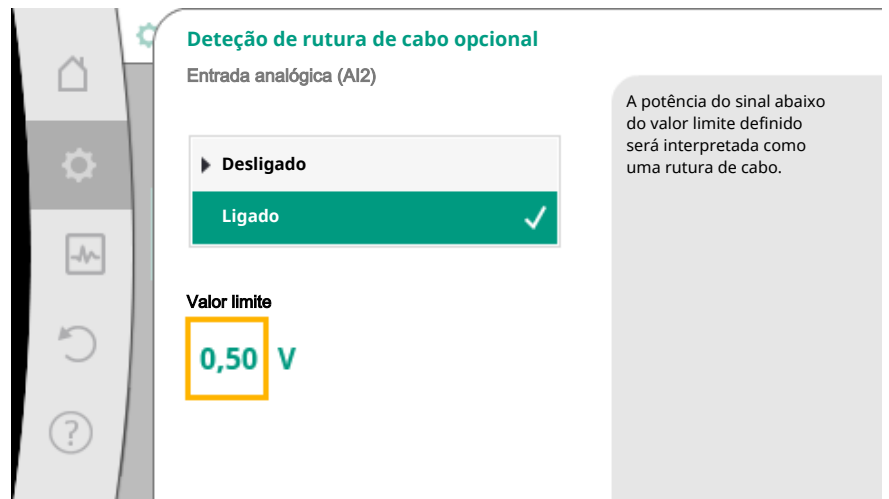 Deteção de rutura de cabo opcional
Entrada analógica (AI2)
Desligado
Ligado
Valor limite
0,50 V
A potência do sinal abaixo
do valor limite definido
será interpretada como
uma rutura de cabo.
?